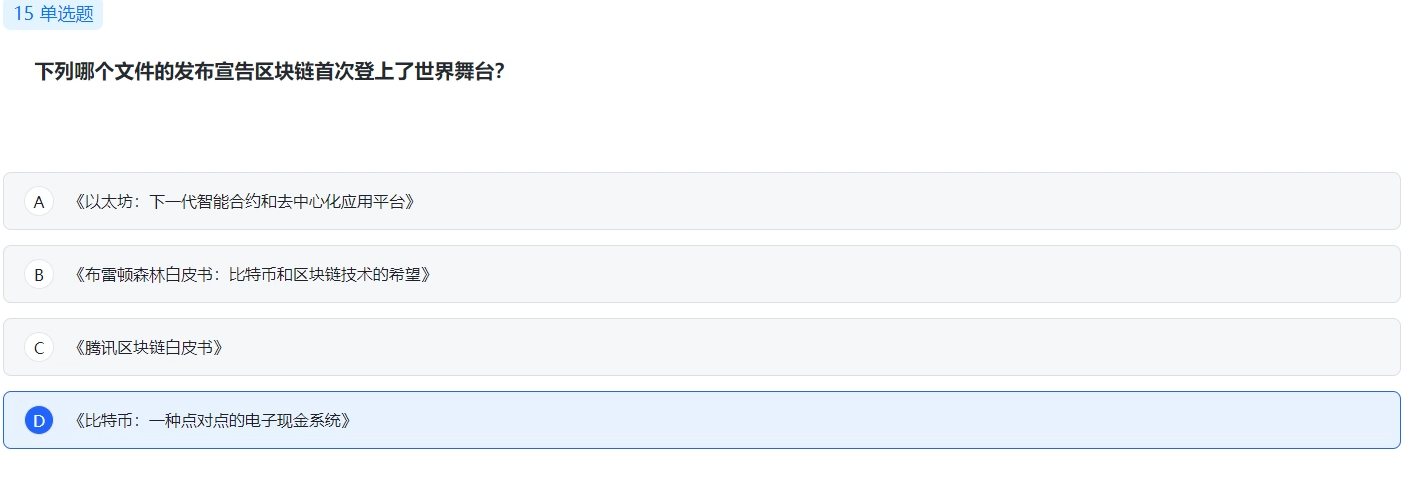 15 单选题
下列哪个文件的发布宣告区块链首次登上了世界舞台?
A 《以太坊：下一代智能合约和去中心化应用平台》
B 《布雷顿森林白皮书：比特币和区块链技术的希望》
C 《腾讯区块链白皮书》
D 《比特币：一种点对点的电子现金系统》